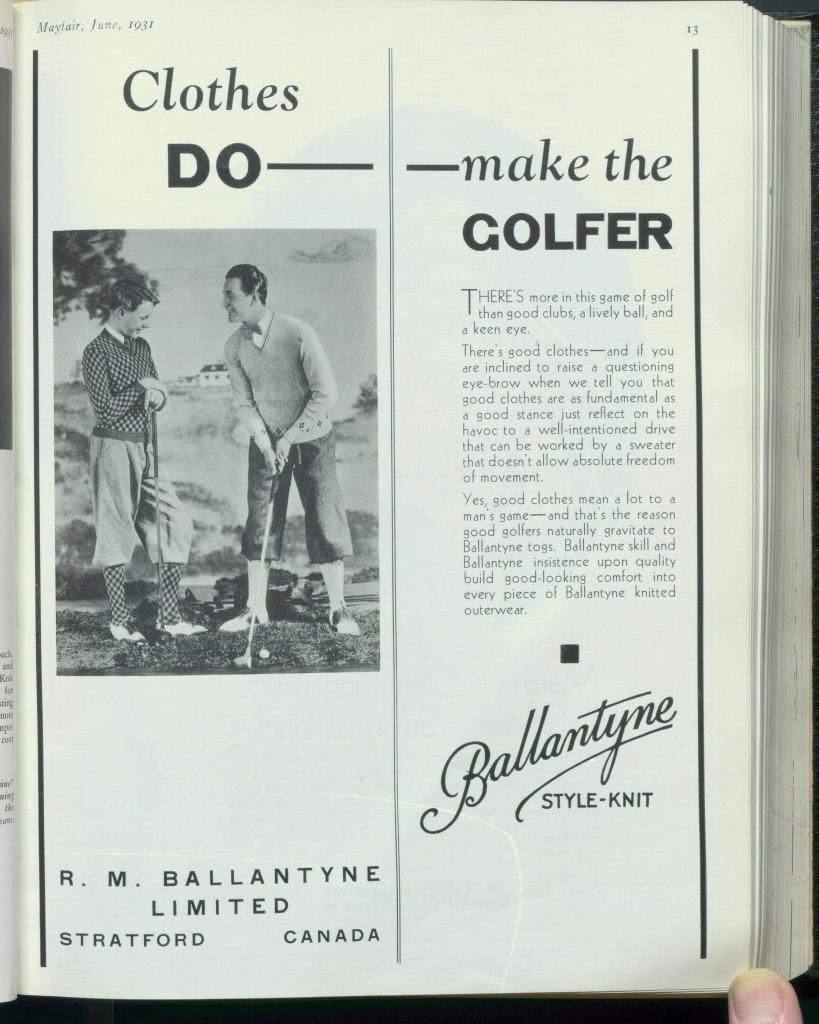 Mayfair, June, 1931
13
Clothes
DO—
—make the
GOLFER
THERE'S more in this game of golf
than good clubs, a lively ball, and
a keen eye.
There's good clothes—and if you
are inclined to raise a questioning
eye-brow when we tell you that
good clothes are as fundamental as
a good stance just reflect on the
havoc to a well-intentioned drive
that can be worked by a sweater
that doesn't allow absolute freedom
of movement.
Yes, good clothes mean a lot to a
man's game—and that's the reason
good golfers naturally gravitate to
Ballantyne togs. Ballantyne skill and
Ballantyne insistence upon quality
build good-looking comfort into
every piece of Ballantyne knitted
outerwear.
Ballantyne
STYLE-KNIT
R. M. BALLANTYNE
LIMITED
STRATFORD CANADA